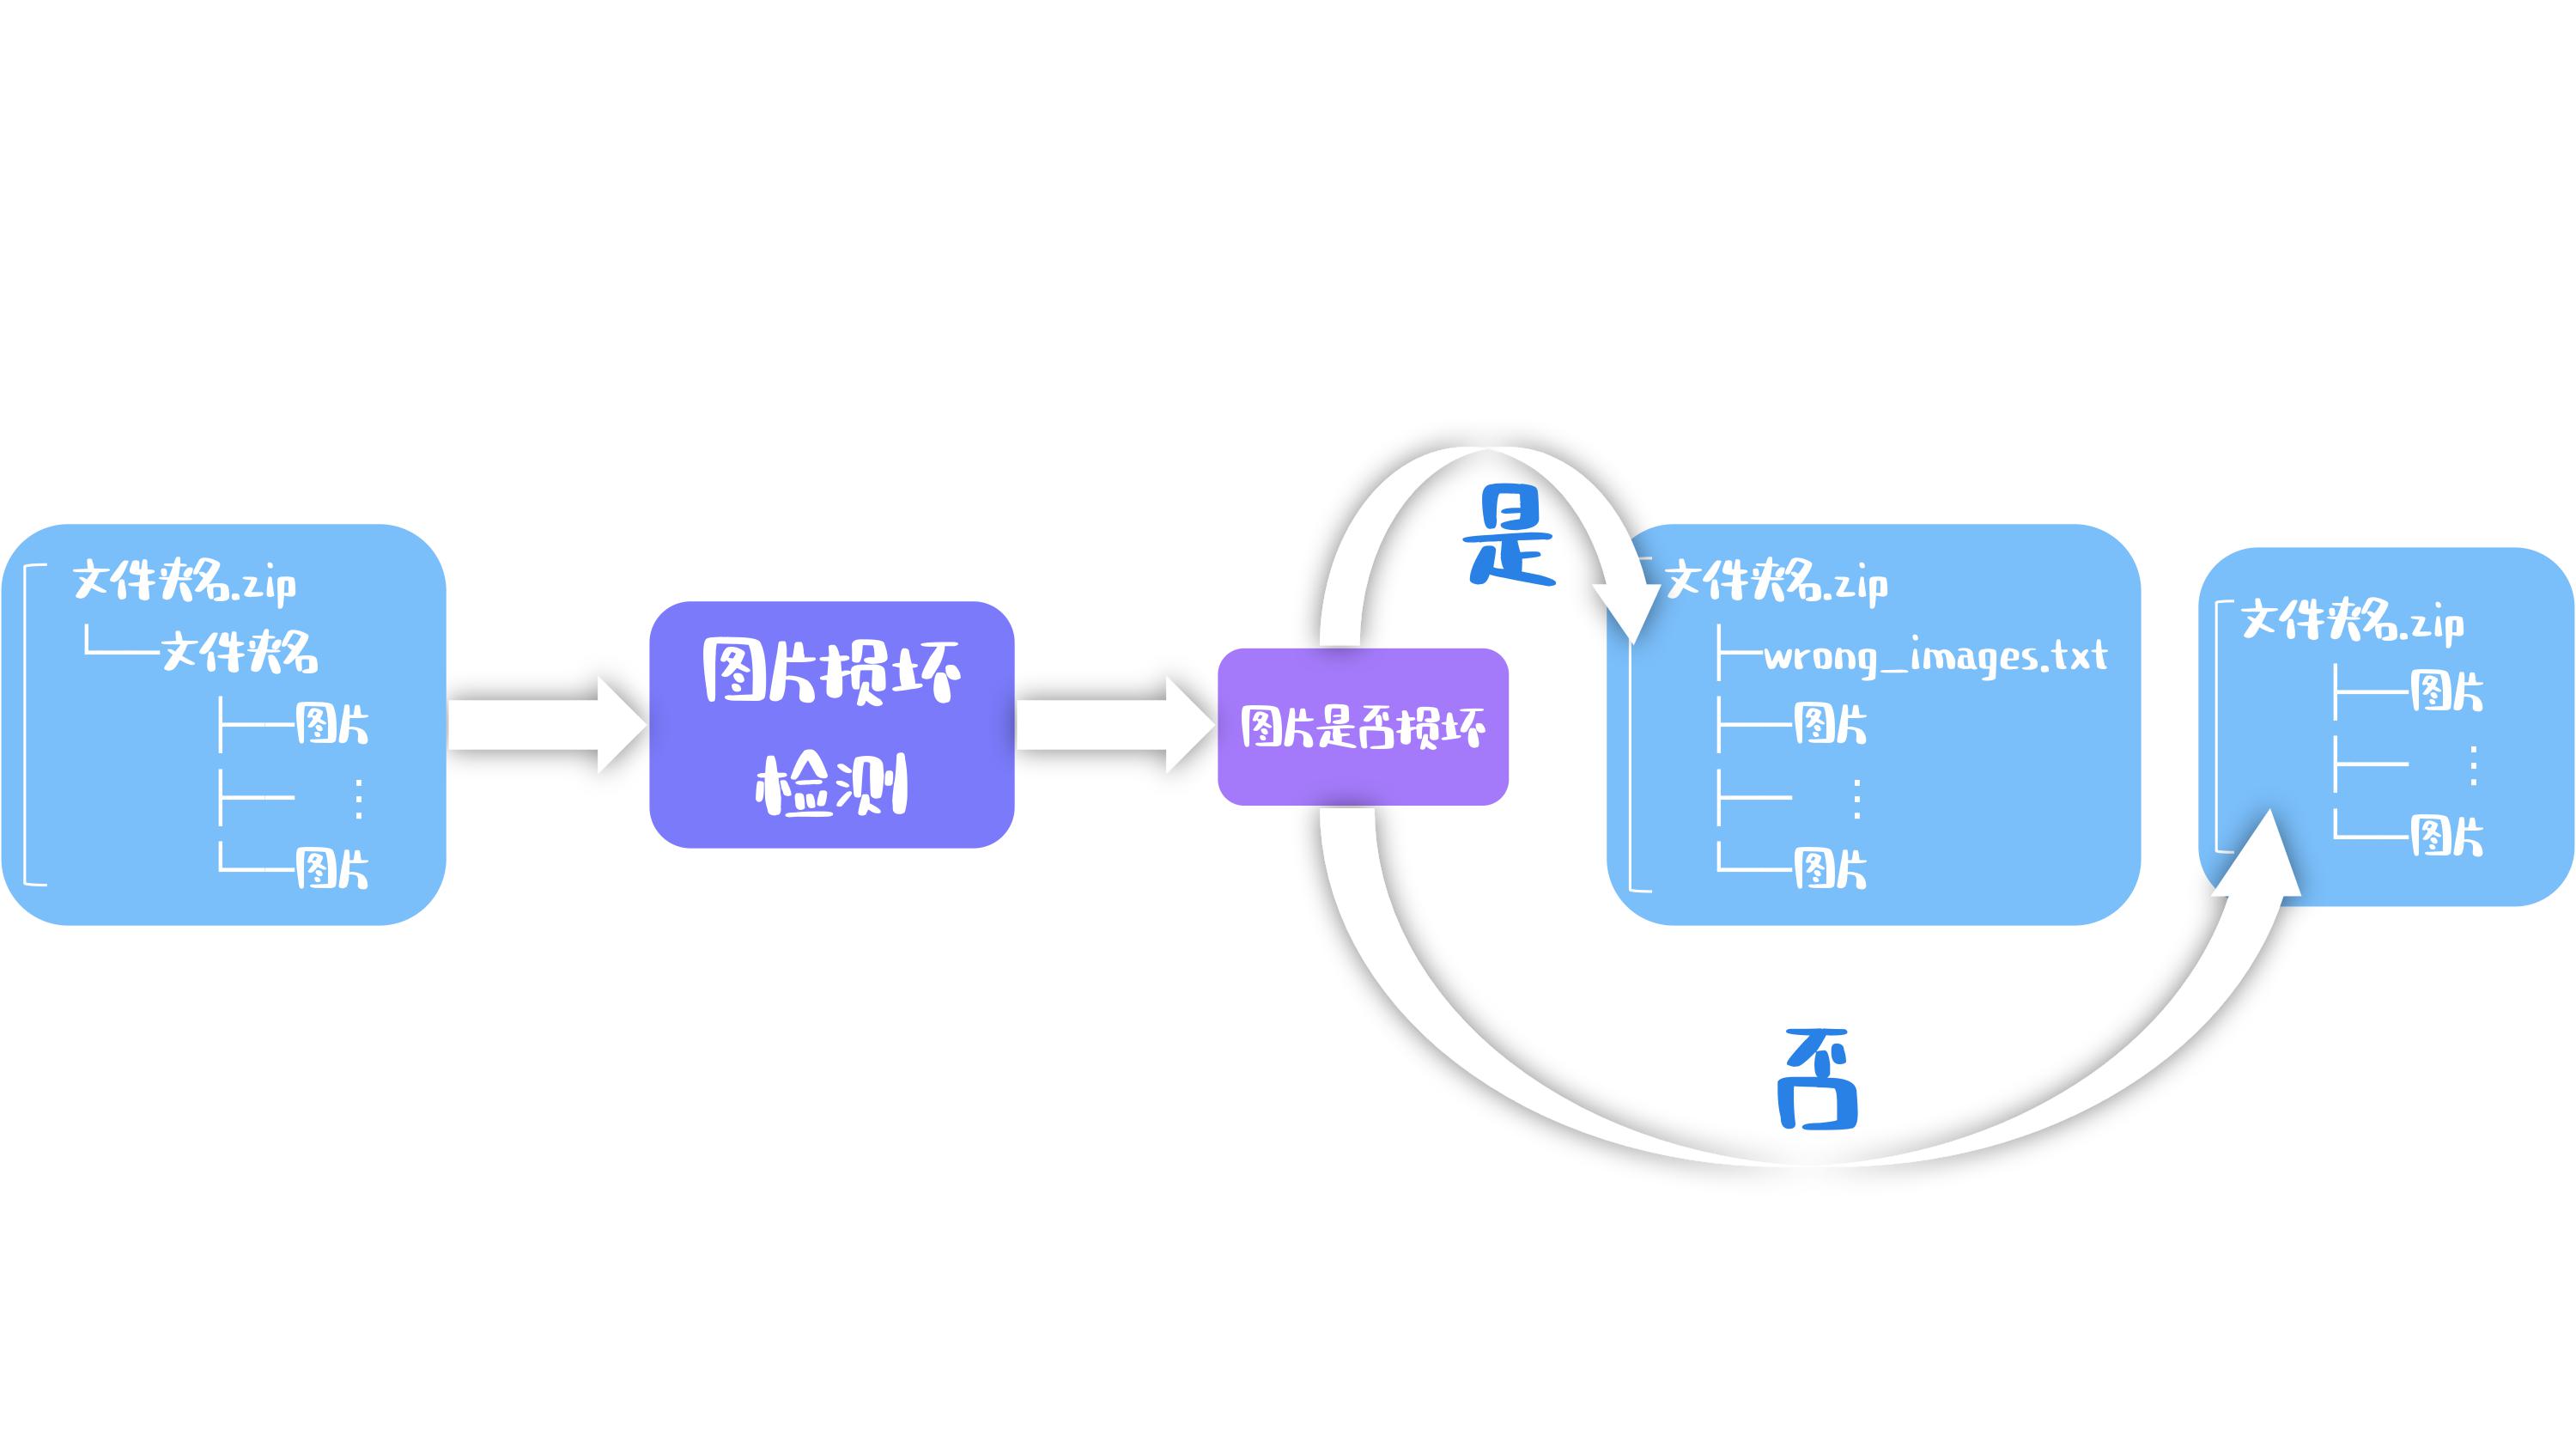 文件夹名.zip
文件夹名
图片
⋮
图片
图片损坏
检测
图片是否损坏
是
文件夹名.zip
wrong_images.txt
图片
⋮
图片
否
文件夹名.zip
图片
⋮
图片